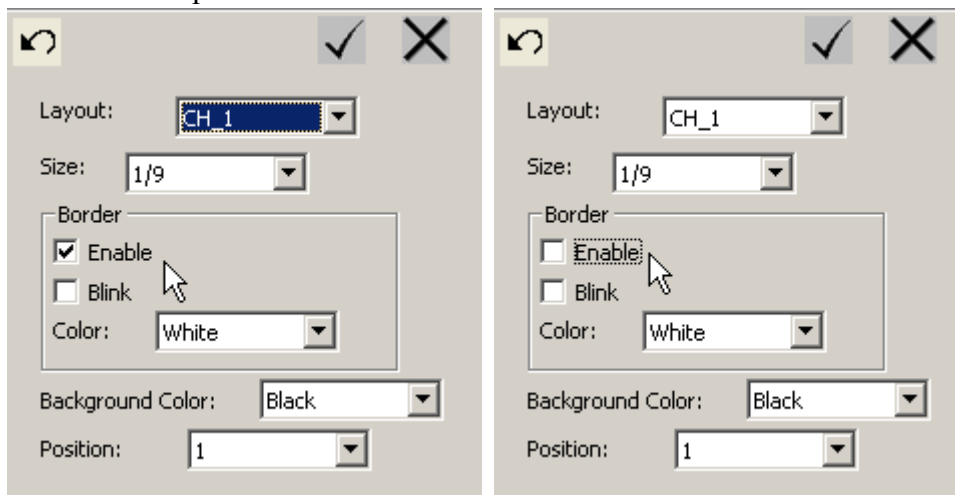 Layout: CH_1
Size: 1/9
Border
Enable
Blink
Color: White
Background Color: Black
Position: 1
Layout: CH_1
Size: 1/9
Border
Enable
Blink
Color: White
Background Color: Black
Position: 1